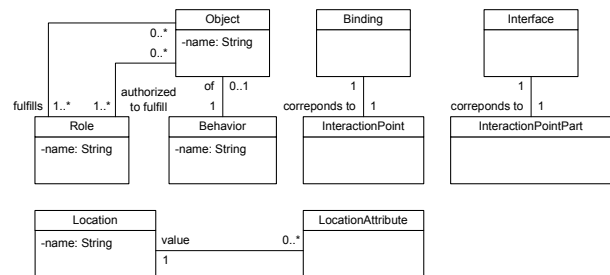 Object
Binding
Interface
0..*
-name: String
0..*
authorized
to fulfill
of
0..1
1
1
fulfills
1..*
1..*
1
correponds to
1
correponds to
1
Role
Behavior
InteractionPoint
InteractionPointPart
-name: String
-name: String
Location
LocationAttribute
-name: String
value
0..*
1